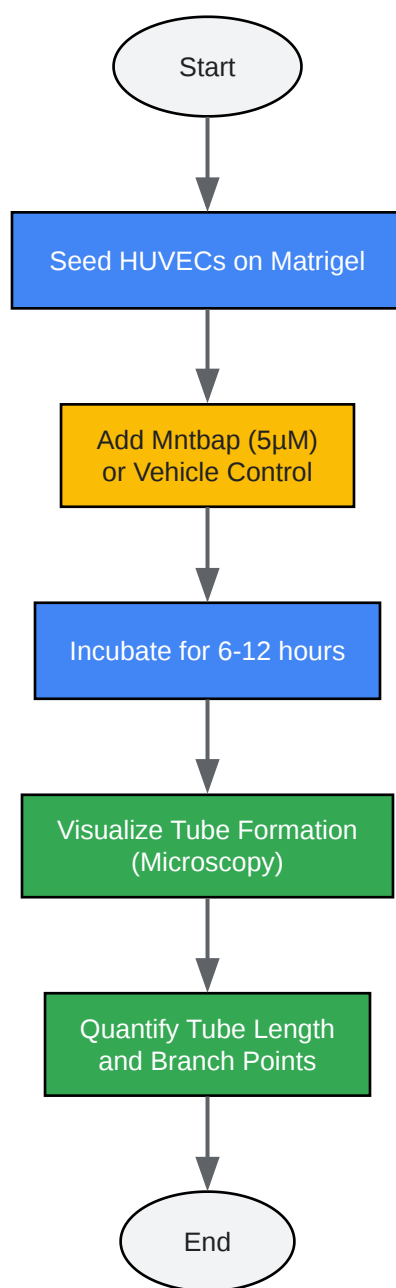 Start
Seed HUVECs on Matrigel
Add Mntbap (5µM)
or Vehicle Control
Incubate for 6-12 hours
Visualize Tube Formation
(Microscopy)
Quantify Tube Length
and Branch Points
End